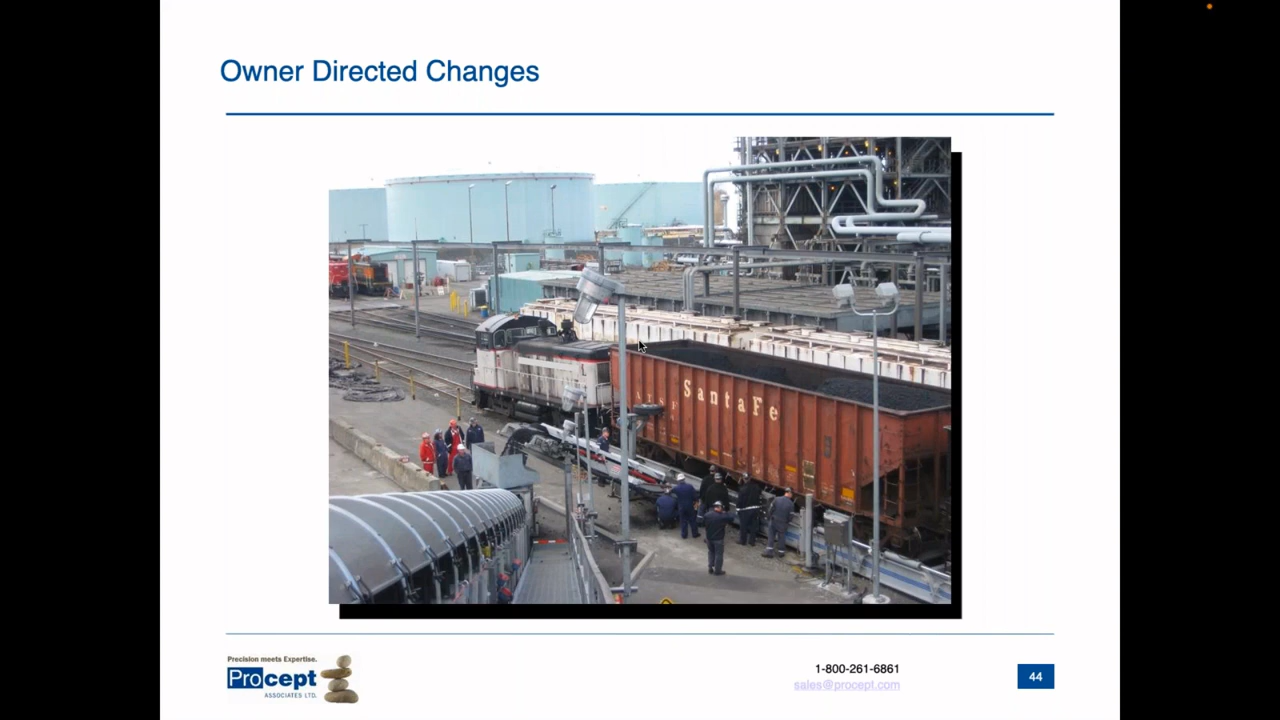 Owner Directed Changes
Santa Fe
Precision meets Expertise.
Procept
ASSOCIATES LTD.
1-800-261-6861
sales@procept.com
44